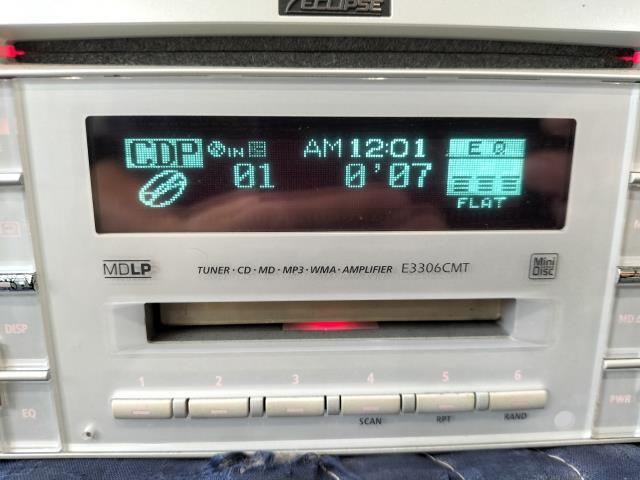 ECLIPSE
CDP IN AM 12:01 EQ
01 0'07
FLAT
MDLP TUNER·CD·MD·MP3·WMA·AMPLIFIER E3306CMT Mini Disc
DISP MD
1 2 3 4 5 6
EQ SCAN RPT RAND PWR